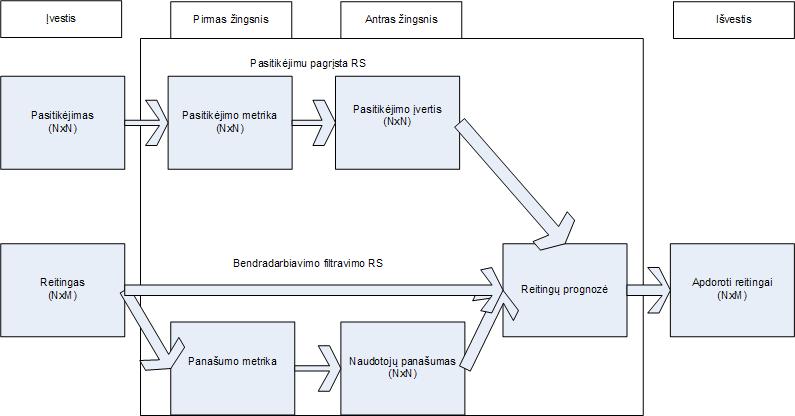 Įvestis
Pirmas žingsnis
Antras žingsnis
Išvestis
Pasitikėjimu pagrįsta RS
Pasitikėjimas
(NxN)
Pasitikėjimo metrika
(NxN)
Pasitikėjimo įvertis
(NxN)
Bendradarbiavimo filtravimo RS
Reitingas
(NxM)
Reitingų prognozė
Apdoroti reitingai
(NxM)
Panašumo metrika
Naudotojų panašumas
(NxN)